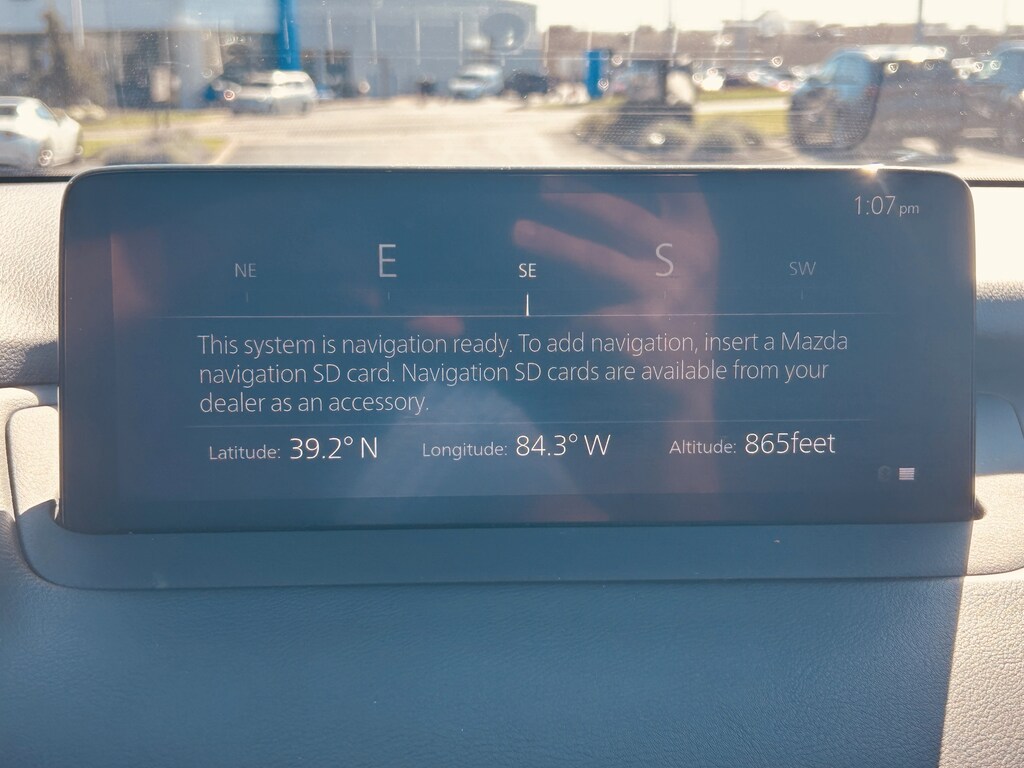 1:07 pm
NE E SE S SW
This system is navigation ready. To add navigation, insert a Mazda
navigation SD card. Navigation SD cards are available from your
dealer as an accessory.
Latitude: 39.2° N Longitude: 84.3° W Altitude: 865feet